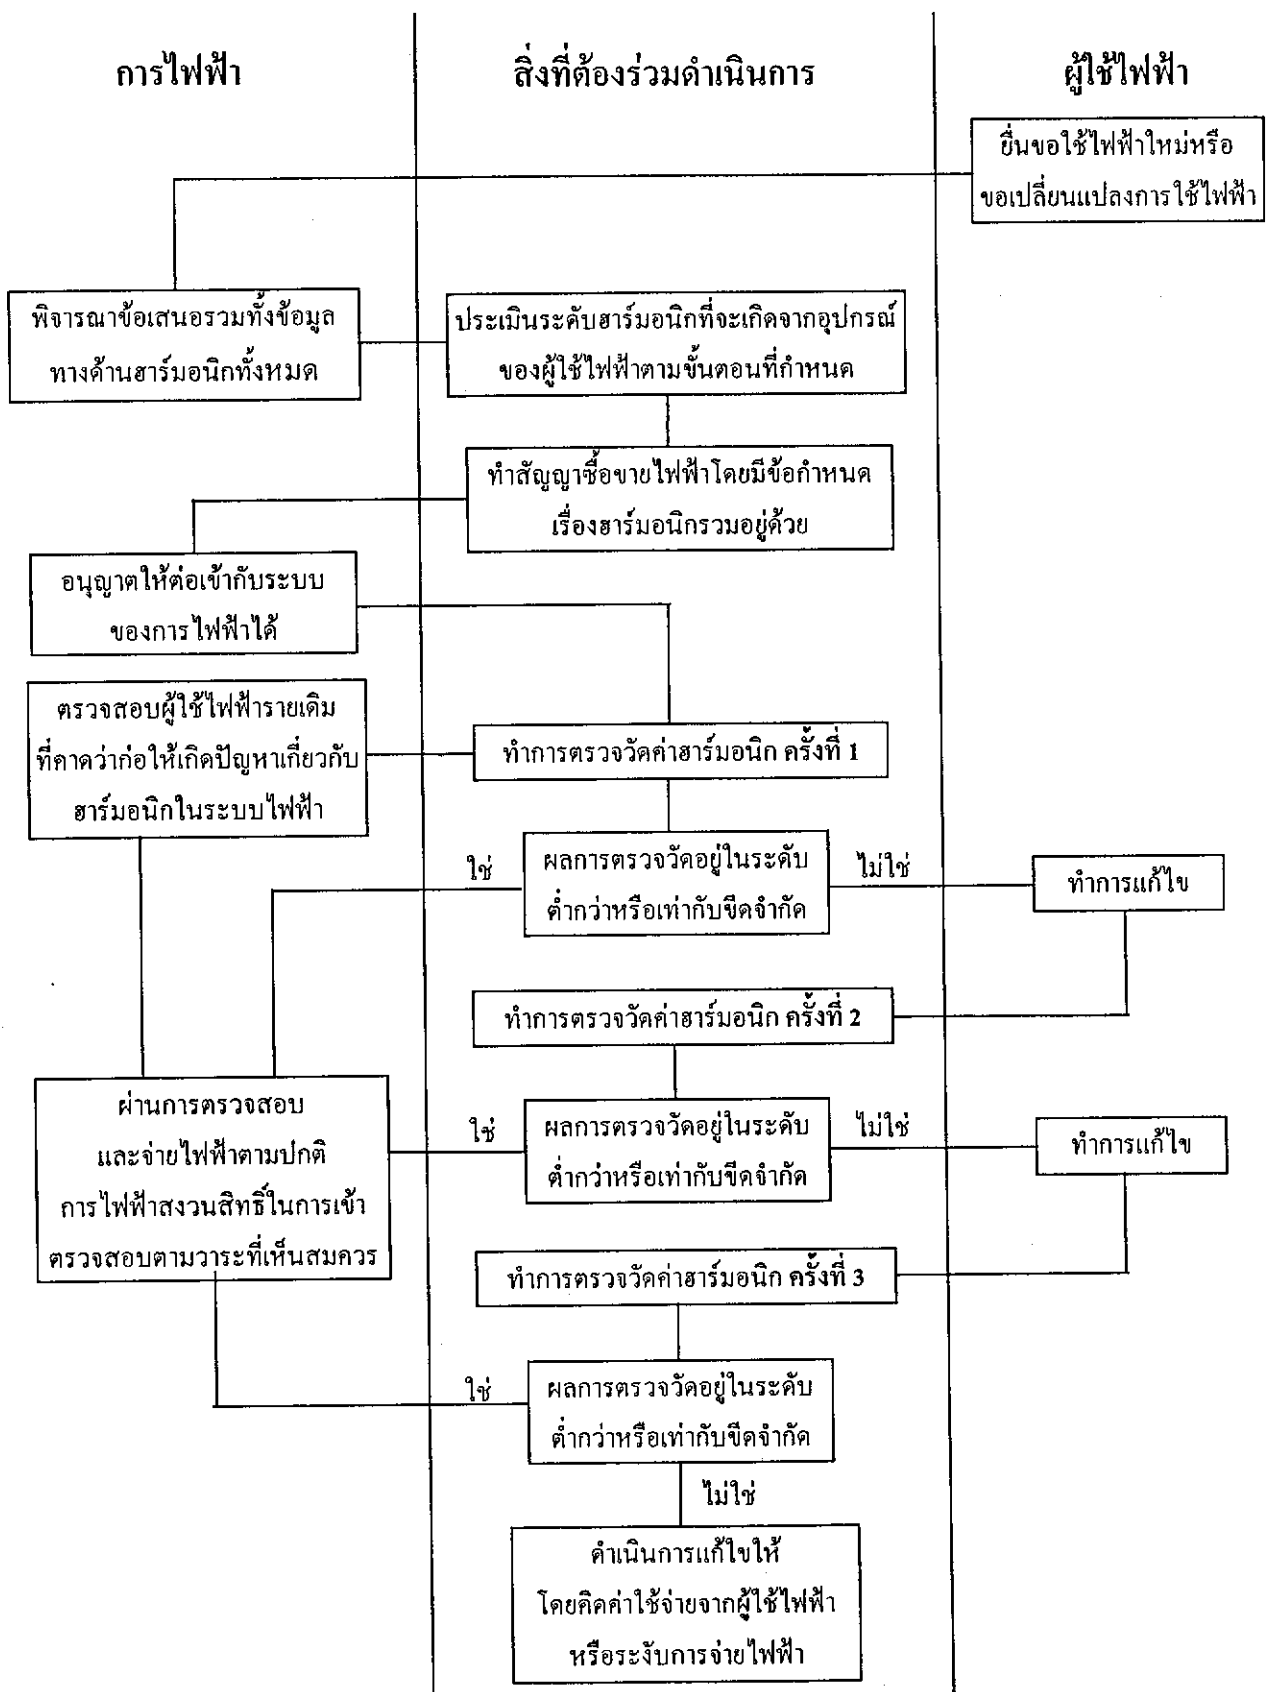 การไฟฟ้า
สิ่งที่ต้องร่วมดำเนินการ
ผู้ใช้ไฟฟ้า
ยื่นขอใช้ไฟฟ้าใหม่หรือ
ขอเปลี่ยนแปลงการใช้ไฟฟ้า
พิจารณาข้อเสนอรวมทั้งข้อมูล
ทางด้านฮาร์มอนิกทั้งหมด
ประเมินระดับฮาร์มอนิกที่จะเกิดจากอุปกรณ์
ของผู้ใช้ไฟฟ้าตามขั้นตอนที่กำหนด
ทำสัญญาซื้อขายไฟฟ้าโดยมีข้อกำหนด
เรื่องฮาร์มอนิกรวมอยู่ด้วย
อนุญาตให้ต่อเข้ากับระบบ
ของการไฟฟ้าได้
ตรวจสอบผู้ใช้ไฟฟ้ารายเดิม
ที่คาดว่าก่อให้เกิดปัญหาเกี่ยวกับ
ฮาร์มอนิกในระบบไฟฟ้า
ทำการตรวจวัดค่าฮาร์มอนิก ครั้งที่ 1
ใช่
ผลการตรวจวัดอยู่ในระดับ
ต่ำกว่าหรือเท่ากับขีดจำกัด
ไม่ใช่
ทำการแก้ไข
ทำการตรวจวัดค่าฮาร์มอนิก ครั้งที่ 2
ผ่านการตรวจสอบ
และจ่ายไฟฟ้าตามปกติ
การไฟฟ้าสงวนสิทธิ์ในการเข้า
ตรวจสอบตามวาระที่เห็นสมควร
ใช่
ผลการตรวจวัดอยู่ในระดับ
ต่ำกว่าหรือเท่ากับขีดจำกัด
ไม่ใช่
ทำการแก้ไข
ทำการตรวจวัดค่าฮาร์มอนิก ครั้งที่ 3
ใช่
ผลการตรวจวัดอยู่ในระดับ
ต่ำกว่าหรือเท่ากับขีดจำกัด
ไม่ใช่
ดำเนินการแก้ไขให้
โดยคิดค่าใช้จ่ายจากผู้ใช้ไฟฟ้า
หรือระงับการจ่ายไฟฟ้า